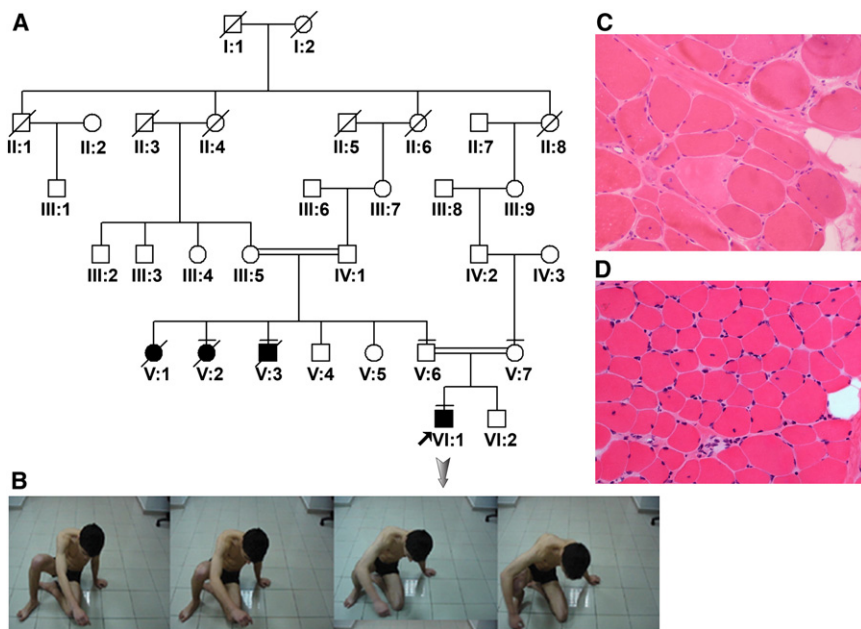 A
C
I:1 I:2
II:1 II:2 II:3 II:4 II:5 II:6 II:7 II:8
III:1 III:6 III:7 III:8 III:9
III:2 III:3 III:4 III:5 IV:1 IV:2 IV:3
D
V:1 V:2 V:3 V:4 V:5 V:6 V:7
VI:1 VI:2
B